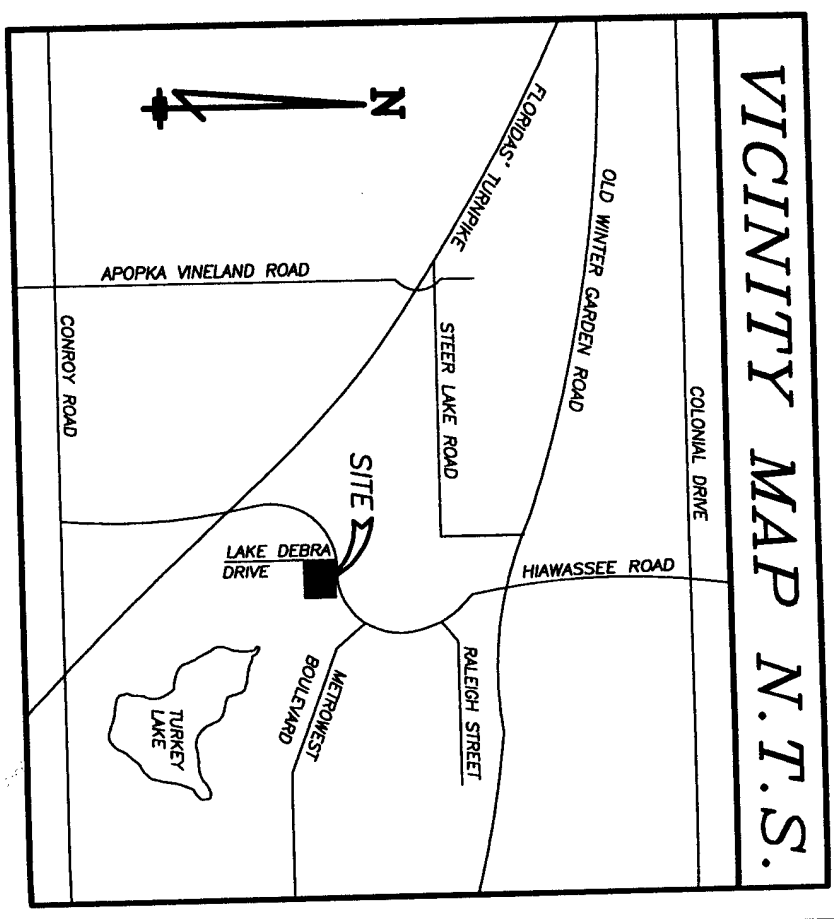 VICINITY MAP N.T.S.
N
COLONIAL DRIVE
OLD WINTER GARDEN ROAD
FLORIDAS' TURNPIKE
HIAWASSEE ROAD
STEER LAKE ROAD
RALEIGH STREET
APOPKA VINELAND ROAD
SITE
METROWEST
BOULEVARD
LAKE DEBRA
DRIVE
TURKEY
LAKE
CONROY ROAD